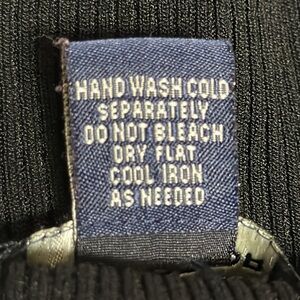 HAND WASH COLD
SEPARATELY
DO NOT BLEACH
DRY FLAT
COOL IRON
AS NEEDED